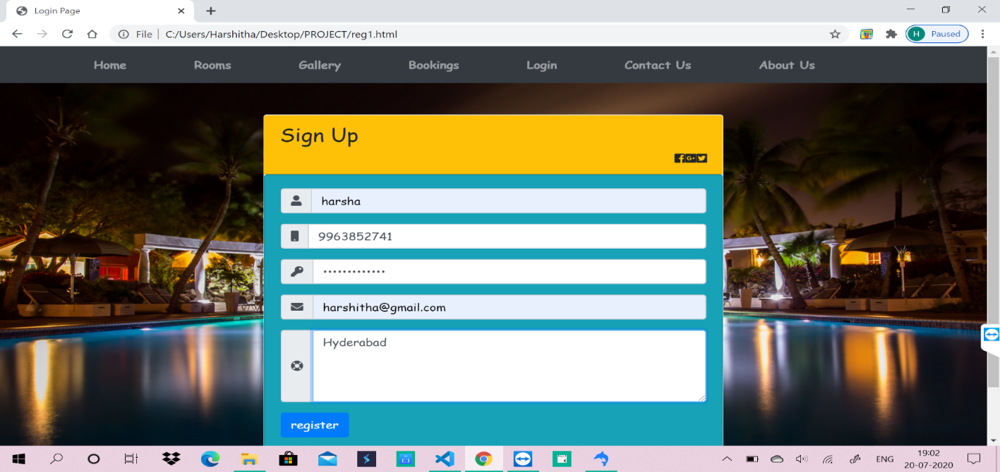 Login Page
File | C:/Users/Harshitha/Desktop/PROJECT/reg1.html
H Paused
Home Rooms Gallery Bookings Login Contact Us About Us
Sign Up
harsha
9963852741
•••••••••••••
harshitha@gmail.com
Hyderabad
register
ENG
19:02
20-07-2020